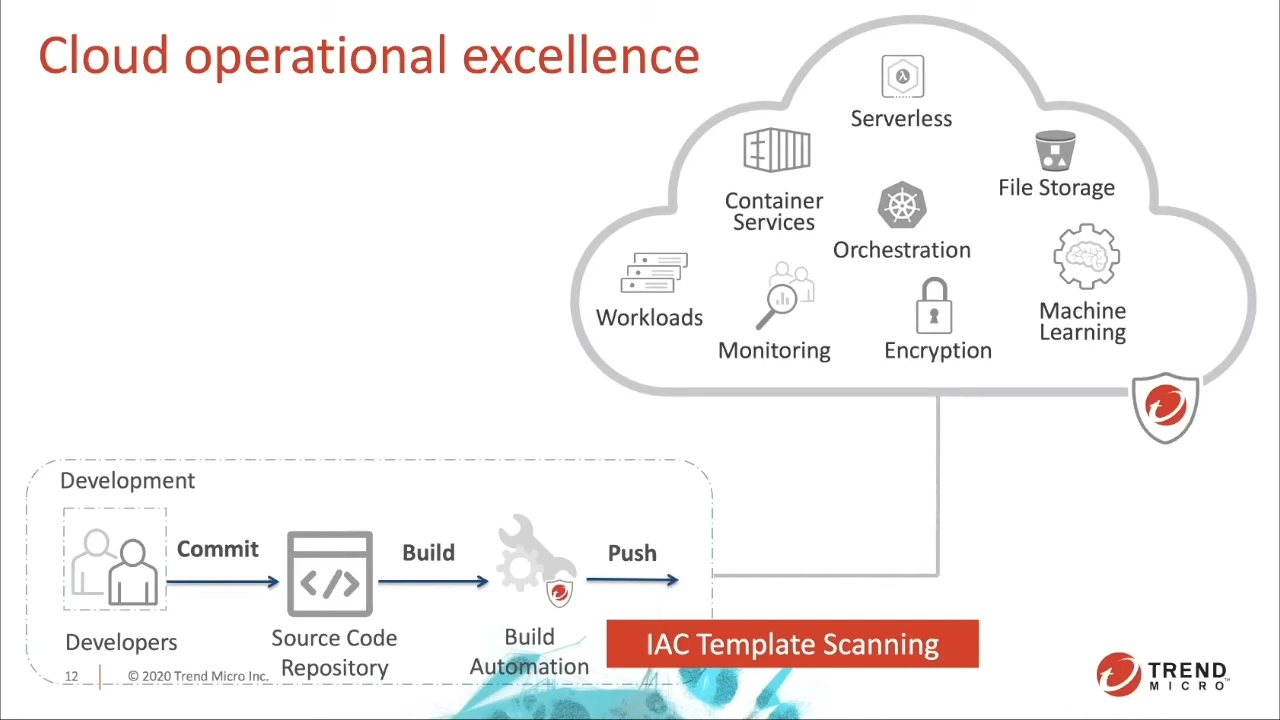 Cloud operational excellence
Serverless
File Storage
Container
Services
Orchestration
Workloads
Monitoring
Encryption
Machine
Learning
Development
Commit
Build
Push
Developers
Source Code
Repository
Build
Automation
IAC Template Scanning
12
© 2020 Trend Micro Inc.
TREND
MICRO™